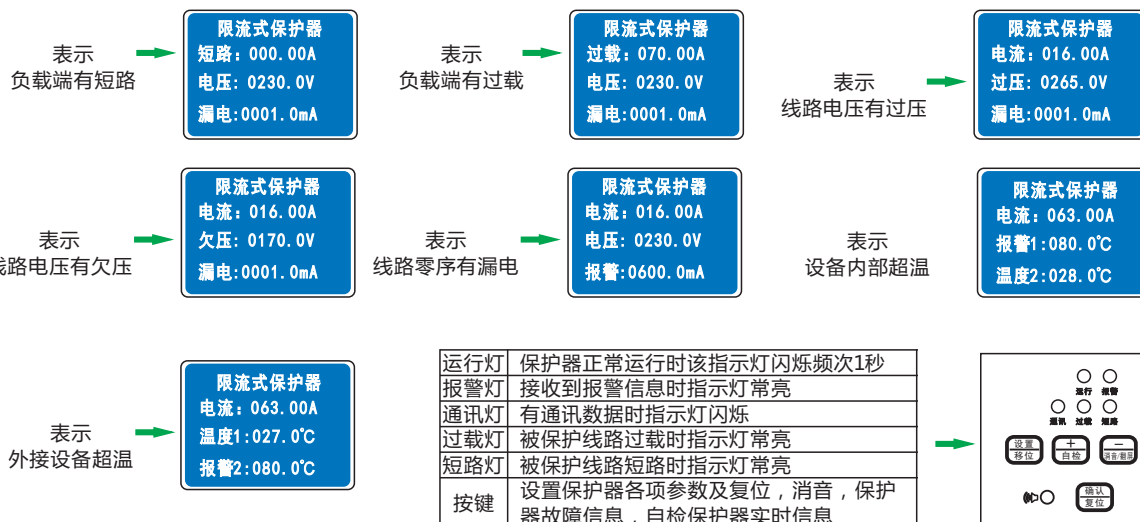 限流式保护器
短路: 000.00A
电压: 0230.0V
漏电:0001.0mA
表示
负载端有短路
限流式保护器
过载: 070.00A
电压: 0230.0V
漏电:0001.0mA
表示
负载端有过载
限流式保护器
电流: 016.00A
过压: 0265.0V
漏电:0001.0mA
表示
线路电压有过压
限流式保护器
电流: 016.00A
欠压: 0170.0V
漏电:0001.0mA
表示
线路电压有欠压
限流式保护器
电流: 016.00A
电压: 0230.0V
报警:0600.0mA
表示
线路零序有漏电
限流式保护器
电流: 063.00A
报警1:080.0℃
温度2:028.0℃
表示
设备内部超温
限流式保护器
电流: 063.00A
温度1:027.0℃
报警2:080.0℃
表示
外接设备超温
运行灯 保护器正常运行时该指示灯闪烁频次1秒
报警灯 接收到报警信息时指示灯常亮
通讯灯 有通讯数据时指示灯闪烁
过载灯 被保护线路过载时指示灯常亮
短路灯 被保护线路短路时指示灯常亮
按键 设置保护器各项参数及复位，消音，保护
器故障信息，自检保护器实时信息
运行 报警
通讯 过载 短路
设置 + −
移位 自检 消音/翻屏
确认
复位